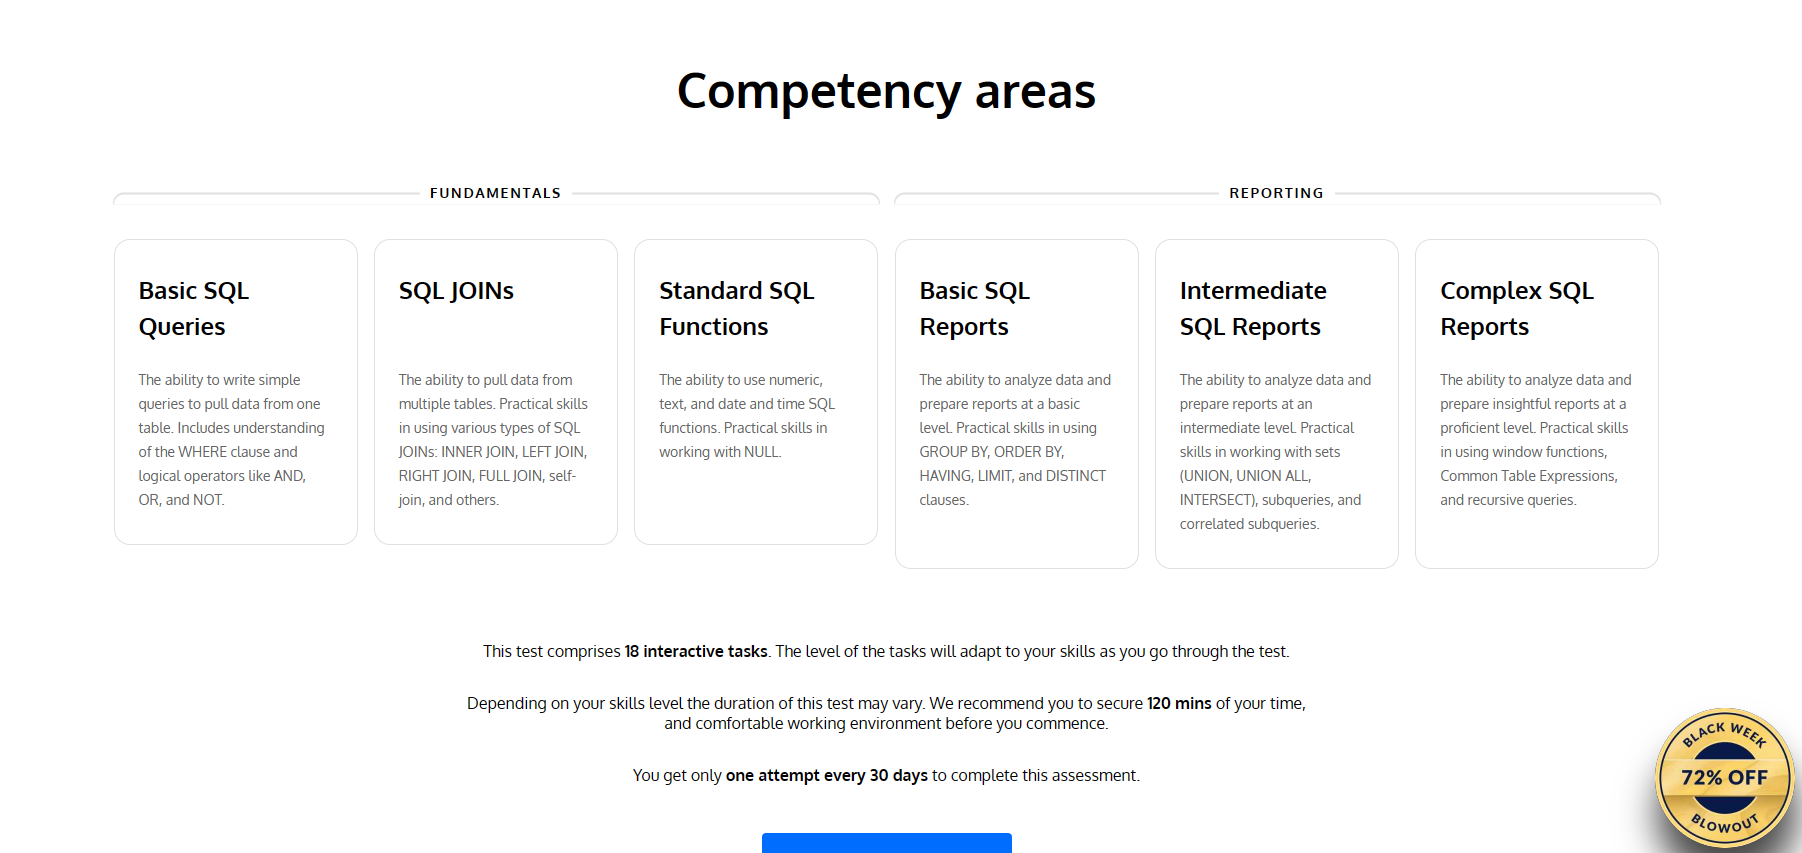 Competency areas
FUNDAMENTALS
REPORTING
Basic SQL
Queries
The ability to write simple
queries to pull data from one
table. Includes understanding
of the WHERE clause and
logical operators like AND,
OR, and NOT.
SQL JOINs
The ability to pull data from
multiple tables. Practical skills
in using various types of SQL
JOINs: INNER JOIN, LEFT JOIN,
RIGHT JOIN, FULL JOIN, self-
join, and others.
Standard SQL
Functions
The ability to use numeric,
text, and date and time SQL
functions. Practical skills in
working with NULL.
Basic SQL
Reports
The ability to analyze data and
prepare reports at a basic
level. Practical skills in using
GROUP BY, ORDER BY,
HAVING, LIMIT, and DISTINCT
clauses.
Intermediate
SQL Reports
The ability to analyze data and
prepare reports at an
intermediate level. Practical
skills in working with sets
(UNION, UNION ALL,
INTERSECT), subqueries, and
correlated subqueries.
Complex SQL
Reports
The ability to analyze data and
prepare insightful reports at a
proficient level. Practical skills
in using window functions,
Common Table Expressions,
and recursive queries.
This test comprises 18 interactive tasks. The level of the tasks will adapt to your skills as you go through the test.
Depending on your skills level the duration of this test may vary. We recommend you to secure 120 mins of your time,
and comfortable working environment before you commence.
You get only one attempt every 30 days to complete this assessment.
BLACK WEEK
72% OFF
BLOWOUT